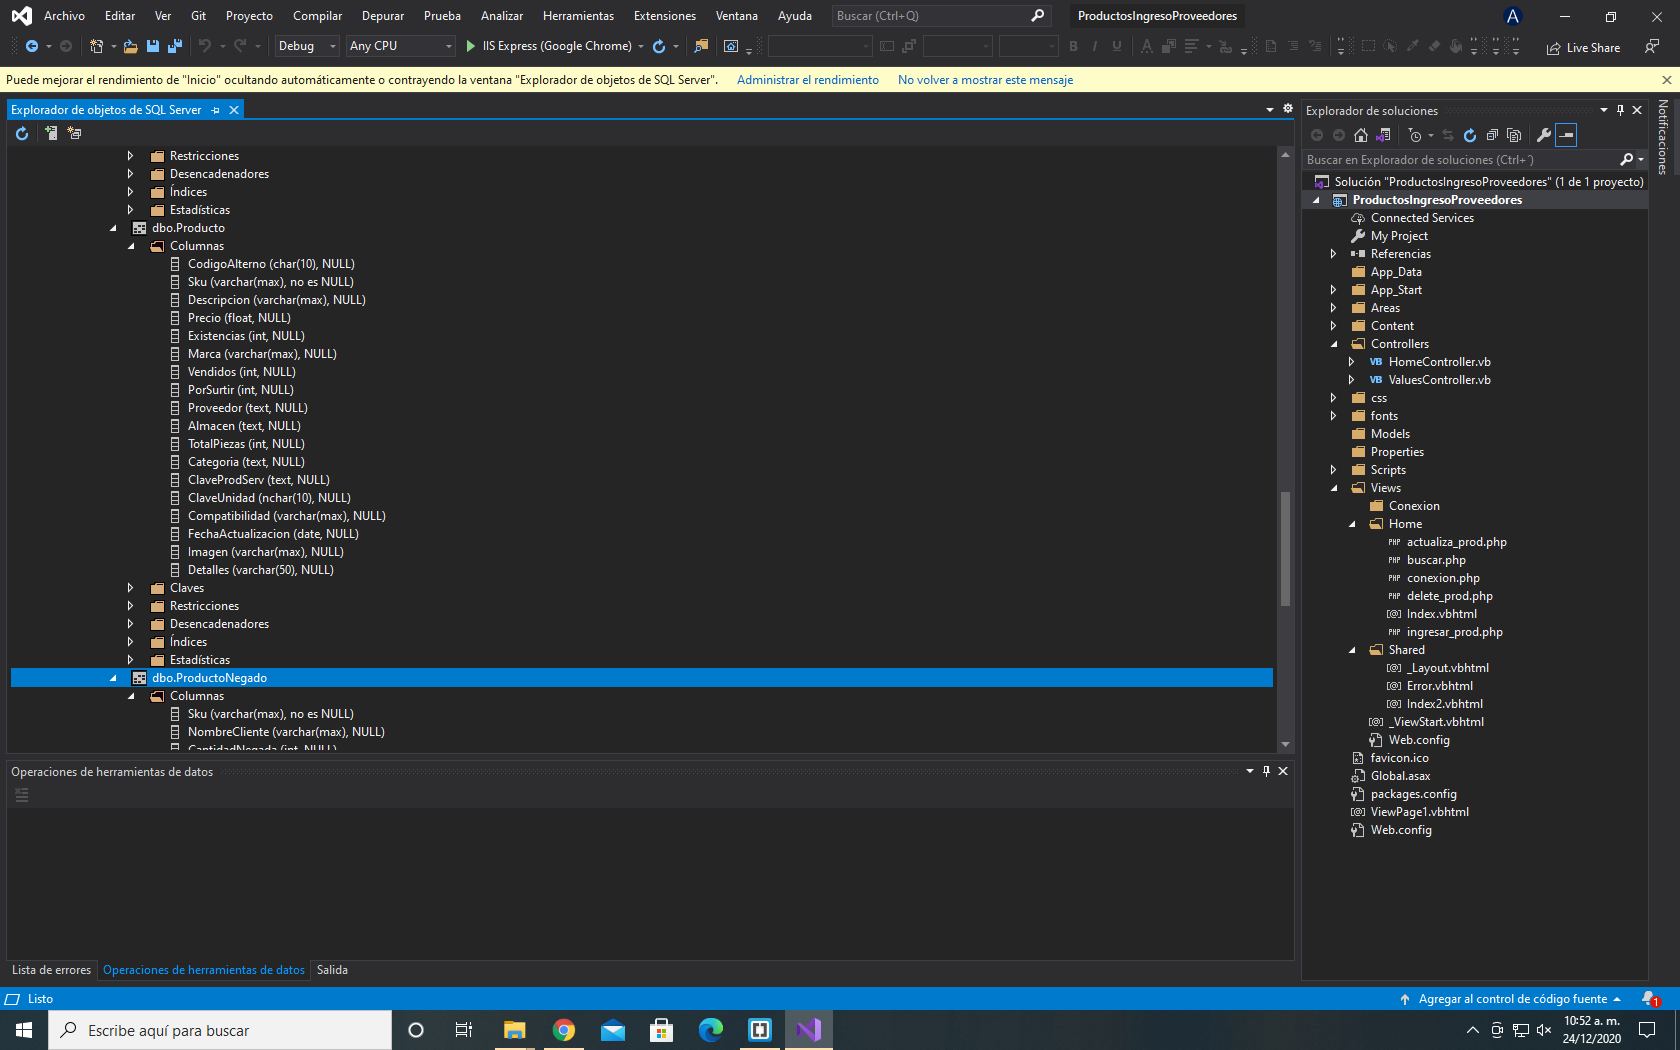 Archivo Editar Ver Git Proyecto Compilar Depurar Prueba Analizar Herramientas Extensiones Ventana Ayuda Buscar (Ctrl+Q) ProductosIngresoProveedores A
Debug Any CPU IIS Express (Google Chrome) Live Share
Puede mejorar el rendimiento de "Inicio" ocultando automáticamente o contrayendo la ventana "Explorador de objetos de SQL Server". Administrar el rendimiento No volver a mostrar este mensaje
Explorador de objetos de SQL Server
Restricciones
Desencadenadores
Índices
Estadísticas
dbo.Producto
Columnas
CodigoAlterno (char(10), NULL)
Sku (varchar(max), no es NULL)
Descripcion (varchar(max), NULL)
Precio (float, NULL)
Existencias (int, NULL)
Marca (varchar(max), NULL)
Vendidos (int, NULL)
PorSurtir (int, NULL)
Proveedor (text, NULL)
Almacen (text, NULL)
TotalPiezas (int, NULL)
Categoria (text, NULL)
ClaveProdServ (text, NULL)
ClaveUnidad (nchar(10), NULL)
Compatibilidad (varchar(max), NULL)
FechaActualizacion (date, NULL)
Imagen (varchar(max), NULL)
Detalles (varchar(50), NULL)
Claves
Restricciones
Desencadenadores
Índices
Estadísticas
dbo.ProductoNegado
Columnas
Sku (varchar(max), no es NULL)
NombreCliente (varchar(max), NULL)
CantidadNegada (int, NULL)
Operaciones de herramientas de datos
Lista de errores Operaciones de herramientas de datos Salida
Explorador de soluciones
Buscar en Explorador de soluciones (Ctrl+´)
Solución "ProductosIngresoProveedores" (1 de 1 proyecto)
ProductosIngresoProveedores
Connected Services
My Project
Referencias
App_Data
App_Start
Areas
Content
Controllers
VB HomeController.vb
VB ValuesController.vb
css
fonts
Models
Properties
Scripts
Views
Conexion
Home
PHP actualiza_prod.php
PHP buscar.php
PHP conexion.php
PHP delete_prod.php
[@] Index.vbhtml
PHP ingresar_prod.php
Shared
[@] _Layout.vbhtml
[@] Error.vbhtml
[@] Index2.vbhtml
[@] _ViewStart.vbhtml
Web.config
favicon.ico
Global.asax
packages.config
[@] ViewPage1.vbhtml
Web.config
Notificaciones
Listo Agregar al control de código fuente 1
Escribe aquí para buscar
10:52 a. m.
24/12/2020